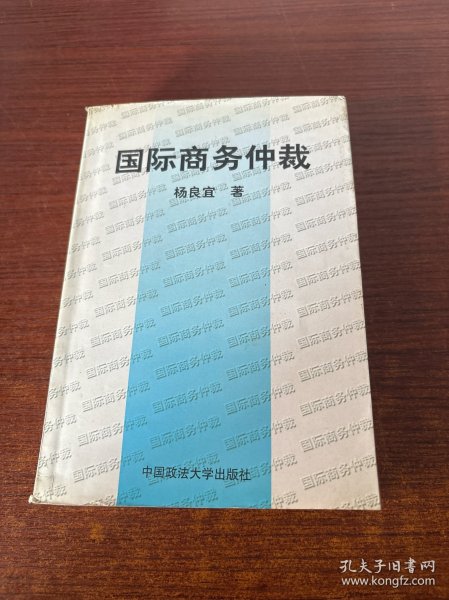 国际商务仲裁
杨良宜 著
中国政法大学出版社
孔夫子旧书网
www.kongfz.com